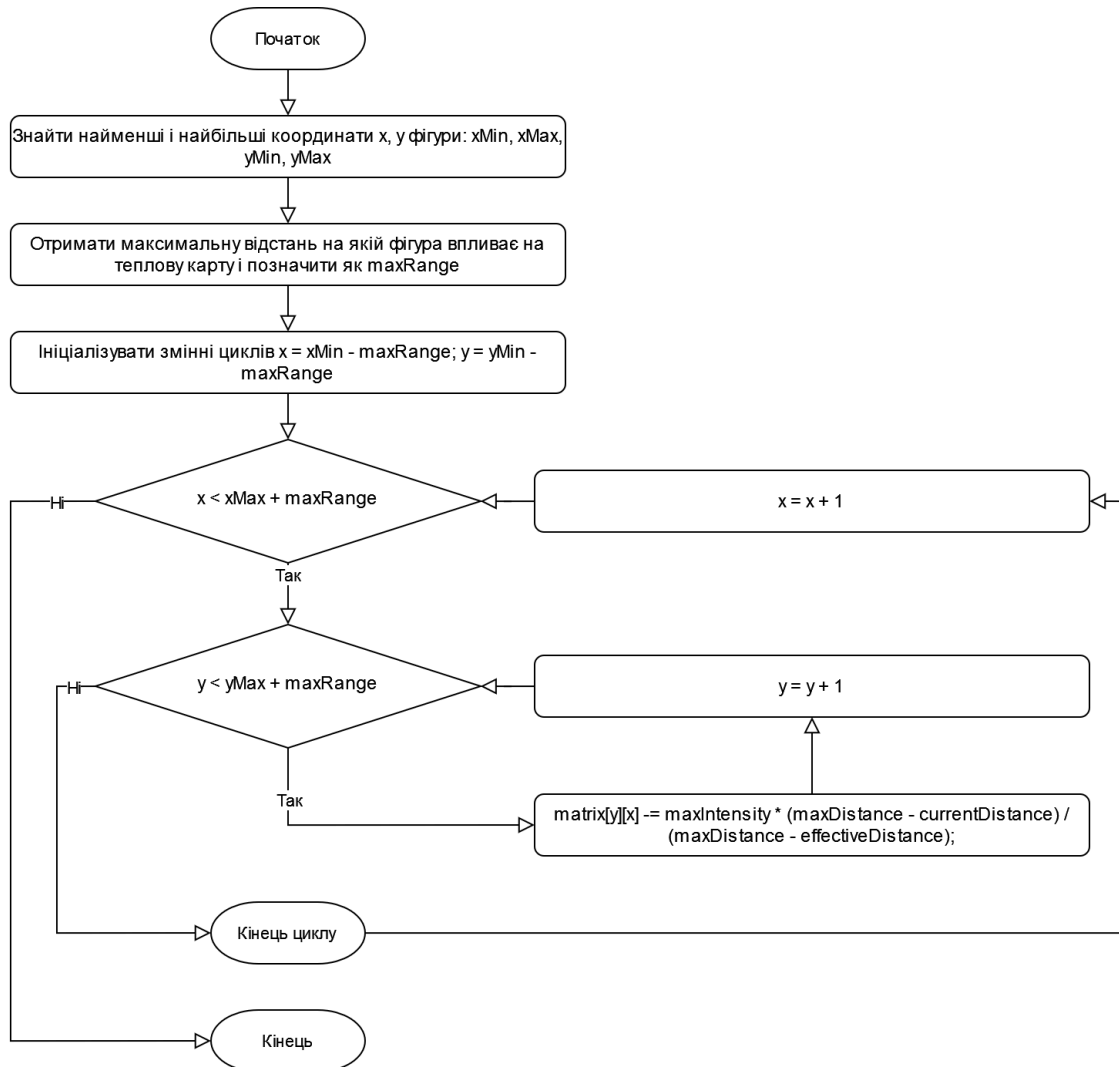 Початок
Знайти найменші і найбільші координати x, y фігури: xMin, xMax,
yMin, yMax
Отримати максимальну відстань на якій фігура впливає на
теплову карту і позначити як maxRange
Ініціалізувати змінні циклів x = xMin - maxRange; y = yMin -
maxRange
Ні
x < xMax + maxRange
x = x + 1
Так
Ні
y < yMax + maxRange
y = y + 1
Так
matrix[y][x] -= maxIntensity * (maxDistance - currentDistance) /
(maxDistance - effectiveDistance);
Кінець циклу
Кінець